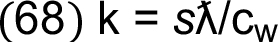 (68) k = sƛ/c_w